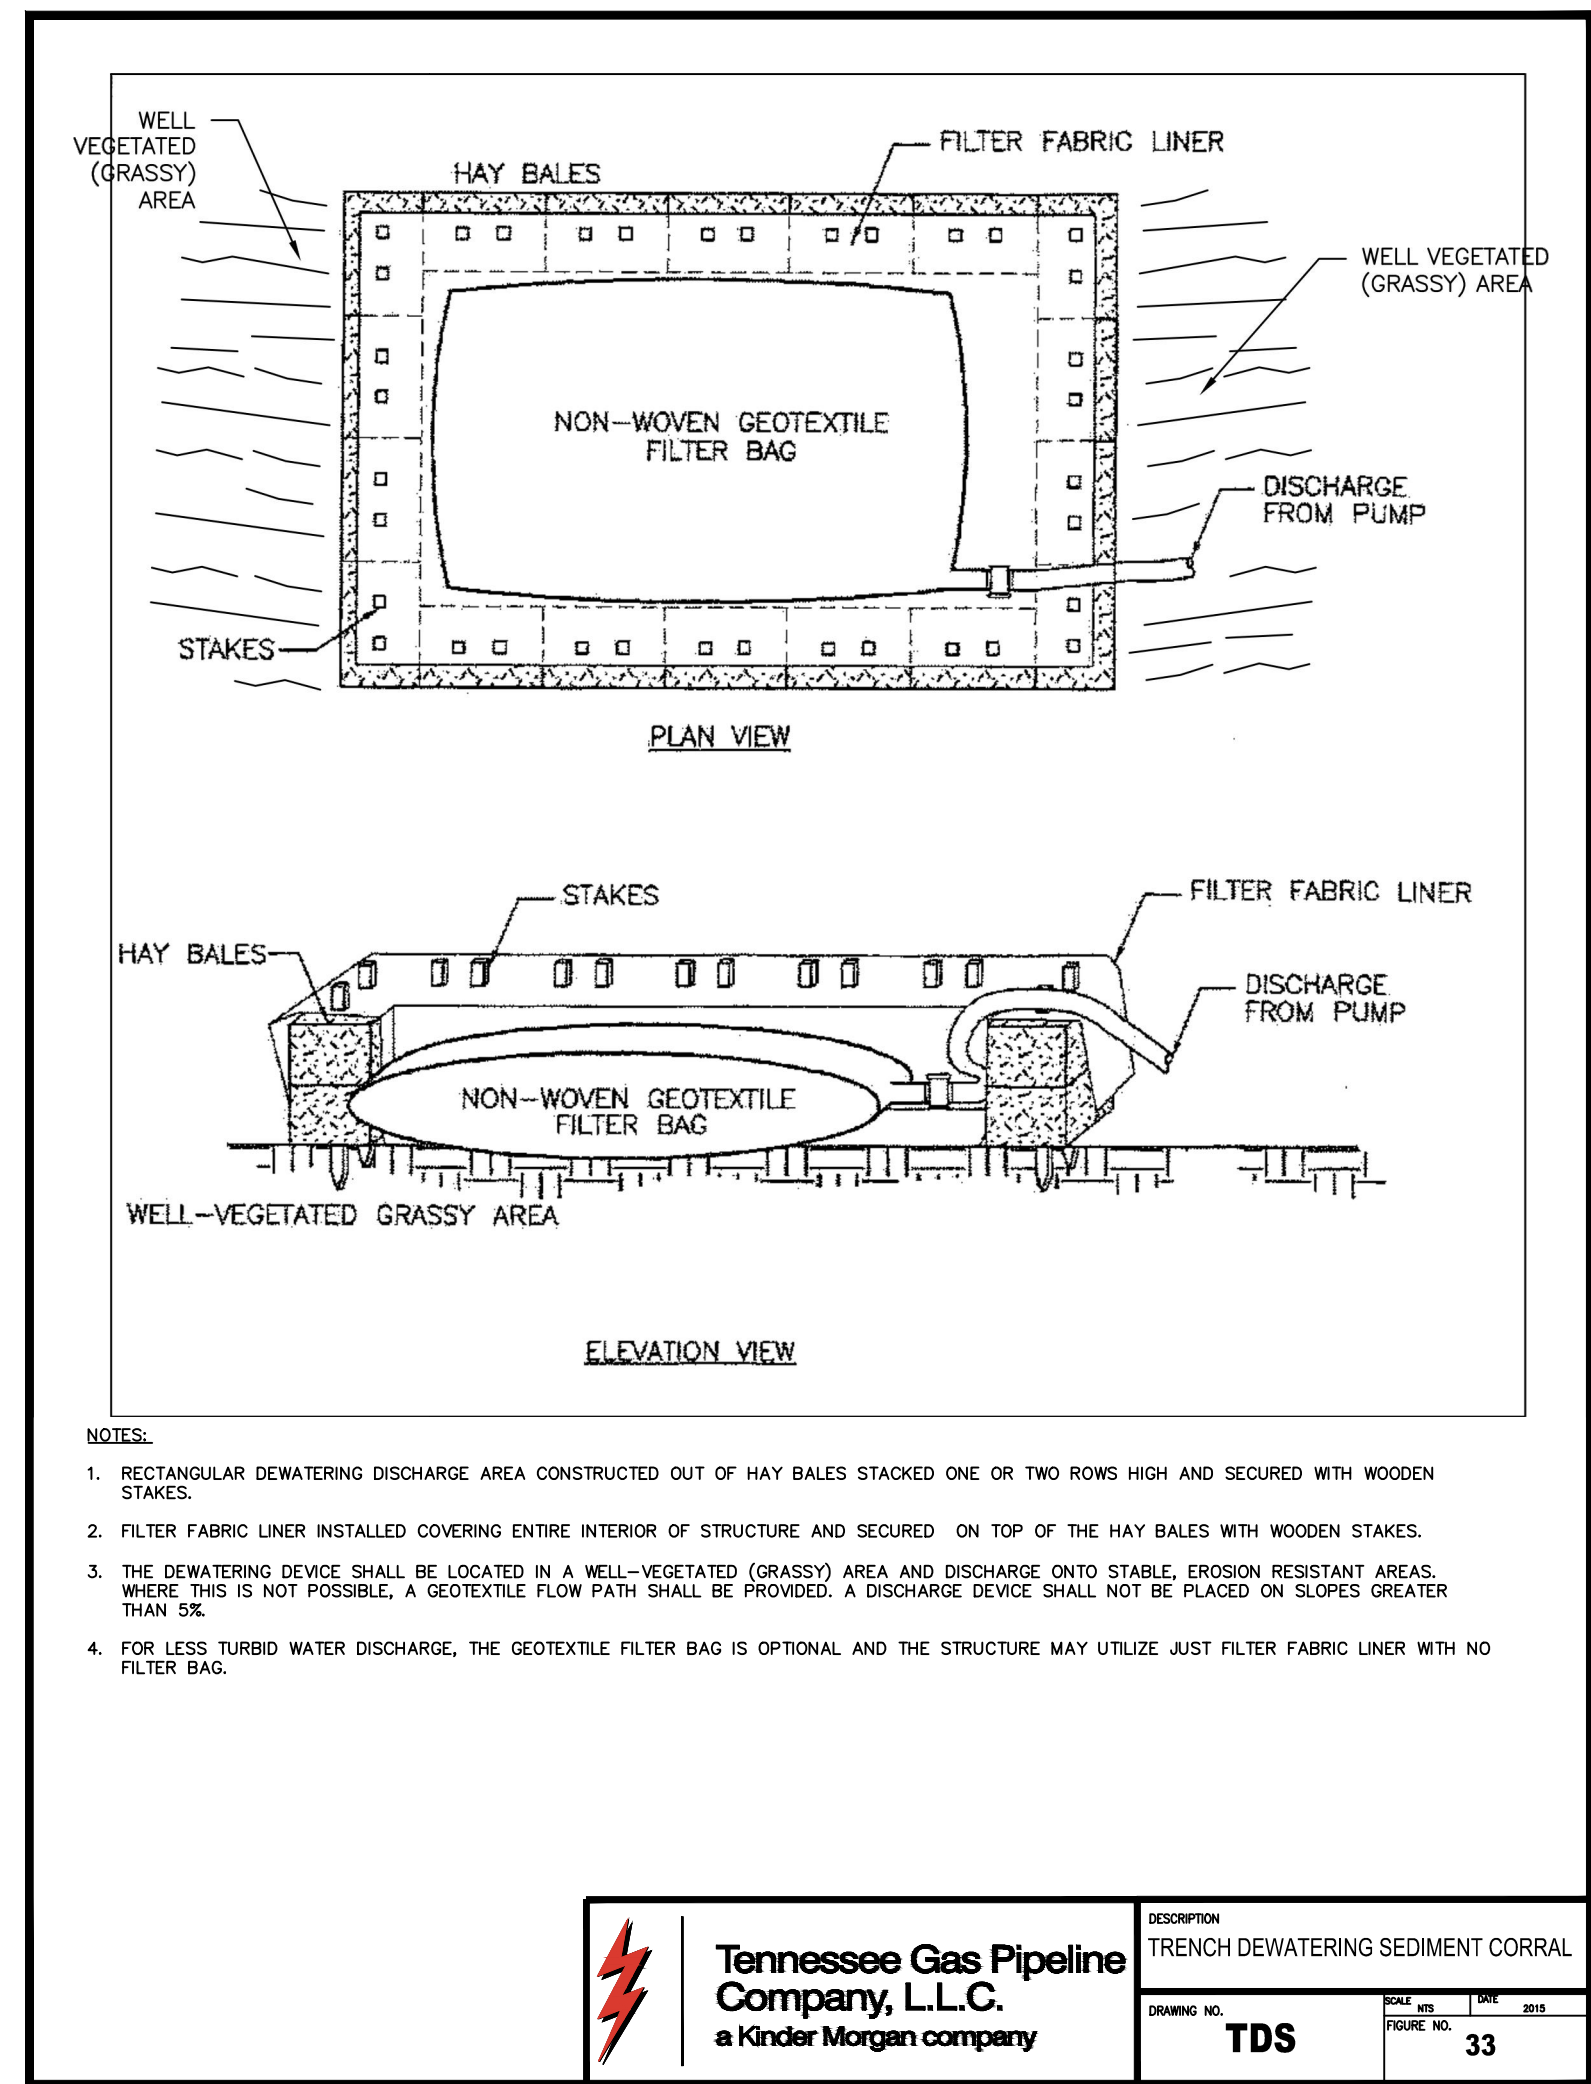 WELL
VEGETATED
(GRASSY)
AREA
HAY BALES
FILTER FABRIC LINER
WELL VEGETATED
(GRASSY) AREA
NON-WOVEN GEOTEXTILE
FILTER BAG
DISCHARGE
FROM PUMP
STAKES
PLAN VIEW
STAKES
FILTER FABRIC LINER
HAY BALES
DISCHARGE
FROM PUMP
NON-WOVEN GEOTEXTILE
FILTER BAG
WELL-VEGETATED GRASSY AREA
ELEVATION VIEW
NOTES:
1. RECTANGULAR DEWATERING DISCHARGE AREA CONSTRUCTED OUT OF HAY BALES STACKED ONE OR TWO ROWS HIGH AND SECURED WITH WOODEN
STAKES.
2. FILTER FABRIC LINER INSTALLED COVERING ENTIRE INTERIOR OF STRUCTURE AND SECURED ON TOP OF THE HAY BALES WITH WOODEN STAKES.
3. THE DEWATERING DEVICE SHALL BE LOCATED IN A WELL-VEGETATED (GRASSY) AREA AND DISCHARGE ONTO STABLE, EROSION RESISTANT AREAS.
WHERE THIS IS NOT POSSIBLE, A GEOTEXTILE FLOW PATH SHALL BE PROVIDED. A DISCHARGE DEVICE SHALL NOT BE PLACED ON SLOPES GREATER
THAN 5%.
4. FOR LESS TURBID WATER DISCHARGE, THE GEOTEXTILE FILTER BAG IS OPTIONAL AND THE STRUCTURE MAY UTILIZE JUST FILTER FABRIC LINER WITH NO
FILTER BAG.
Tennessee Gas Pipeline
Company, L.L.C.
a Kinder Morgan company
DESCRIPTION
TRENCH DEWATERING SEDIMENT CORRAL
DRAWING NO.
TDS
SCALE NTS
DATE 2015
FIGURE NO.
33